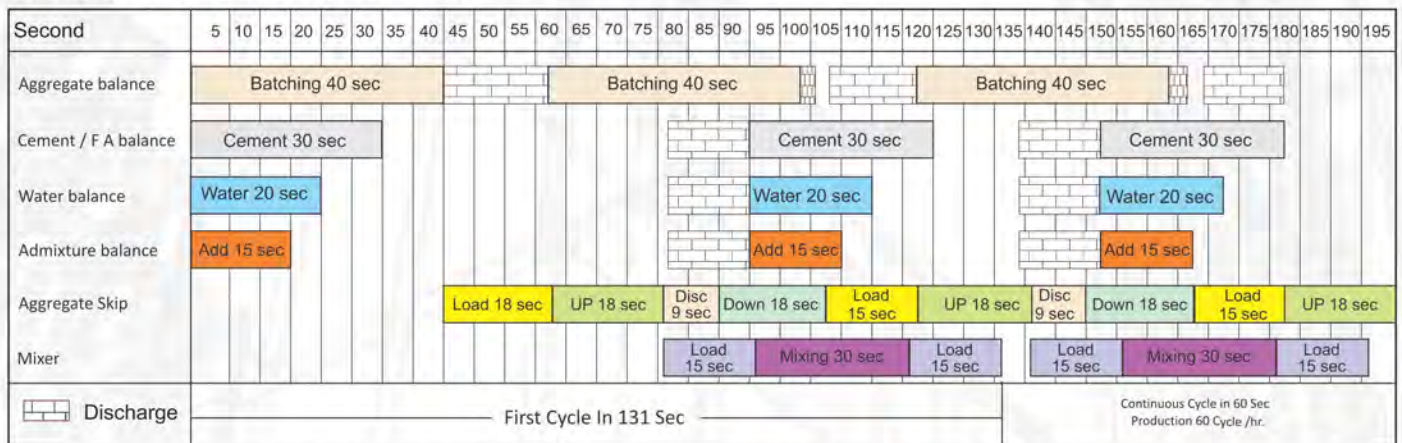 Second 5 10 15 20 25 30 35 40 45 50 55 60 65 70 75 80 85 90 95 100 105 110 115 120 125 130 135 140 145 150 155 160 165 170 175 180 185 190 195
Aggregate balance Batching 40 sec Batching 40 sec Batching 40 sec
Cement / F A balance Cement 30 sec Cement 30 sec Cement 30 sec
Water balance Water 20 sec Water 20 sec Water 20 sec
Admixture balance Add 15 sec Add 15 sec Add 15 sec
Aggregate Skip Load 18 sec UP 18 sec Disc 9 sec Down 18 sec Load 15 sec UP 18 sec Disc 9 sec Down 18 sec Load 15 sec UP 18 sec
Mixer Load 15 sec Mixing 30 sec Load 15 sec Load 15 sec Mixing 30 sec Load 15 sec
Discharge First Cycle In 131 Sec
Continuous Cycle in 60 Sec
Production 60 Cycle /hr.